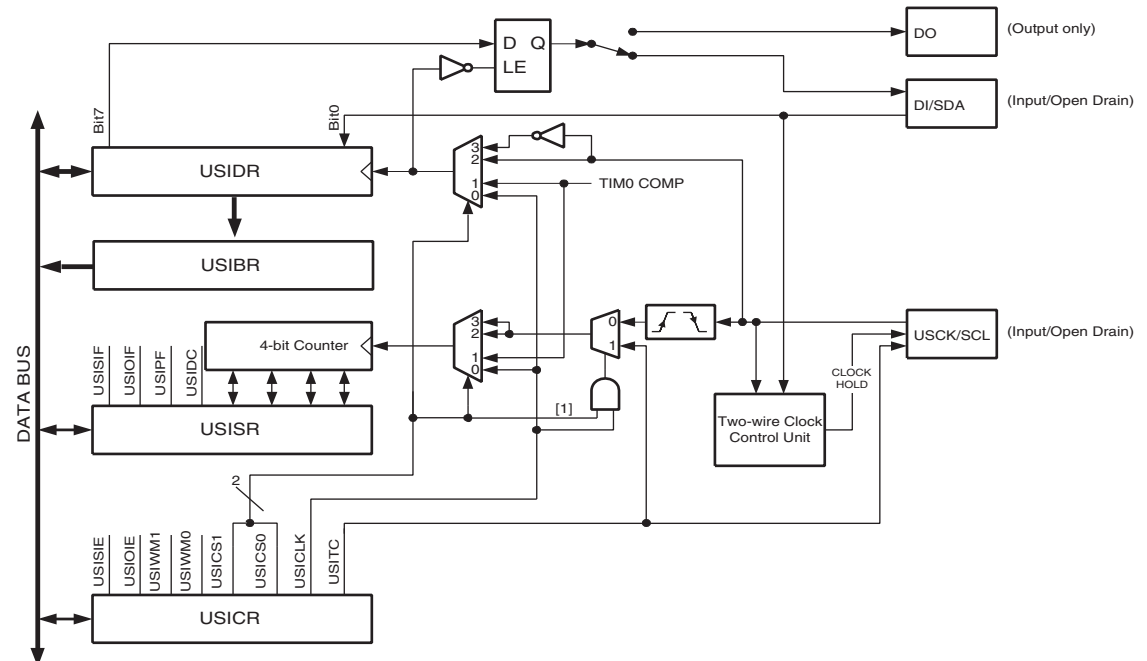 D Q
LE
DO
(Output only)
DI/SDA
(Input/Open Drain)
Bit7
Bit0
USIDR
3
2
1
0
TIM0 COMP
USIBR
DATA BUS
4-bit Counter
3
2
1
0
0
1
USCK/SCL
(Input/Open Drain)
CLOCK
HOLD
USISIF
USIOIF
USIPF
USIDC
[1]
USISR
Two-wire Clock
Control Unit
2
USISIE
USIOIE
USIWM1
USIWM0
USICS1
USICS0
USICLK
USITC
USICR